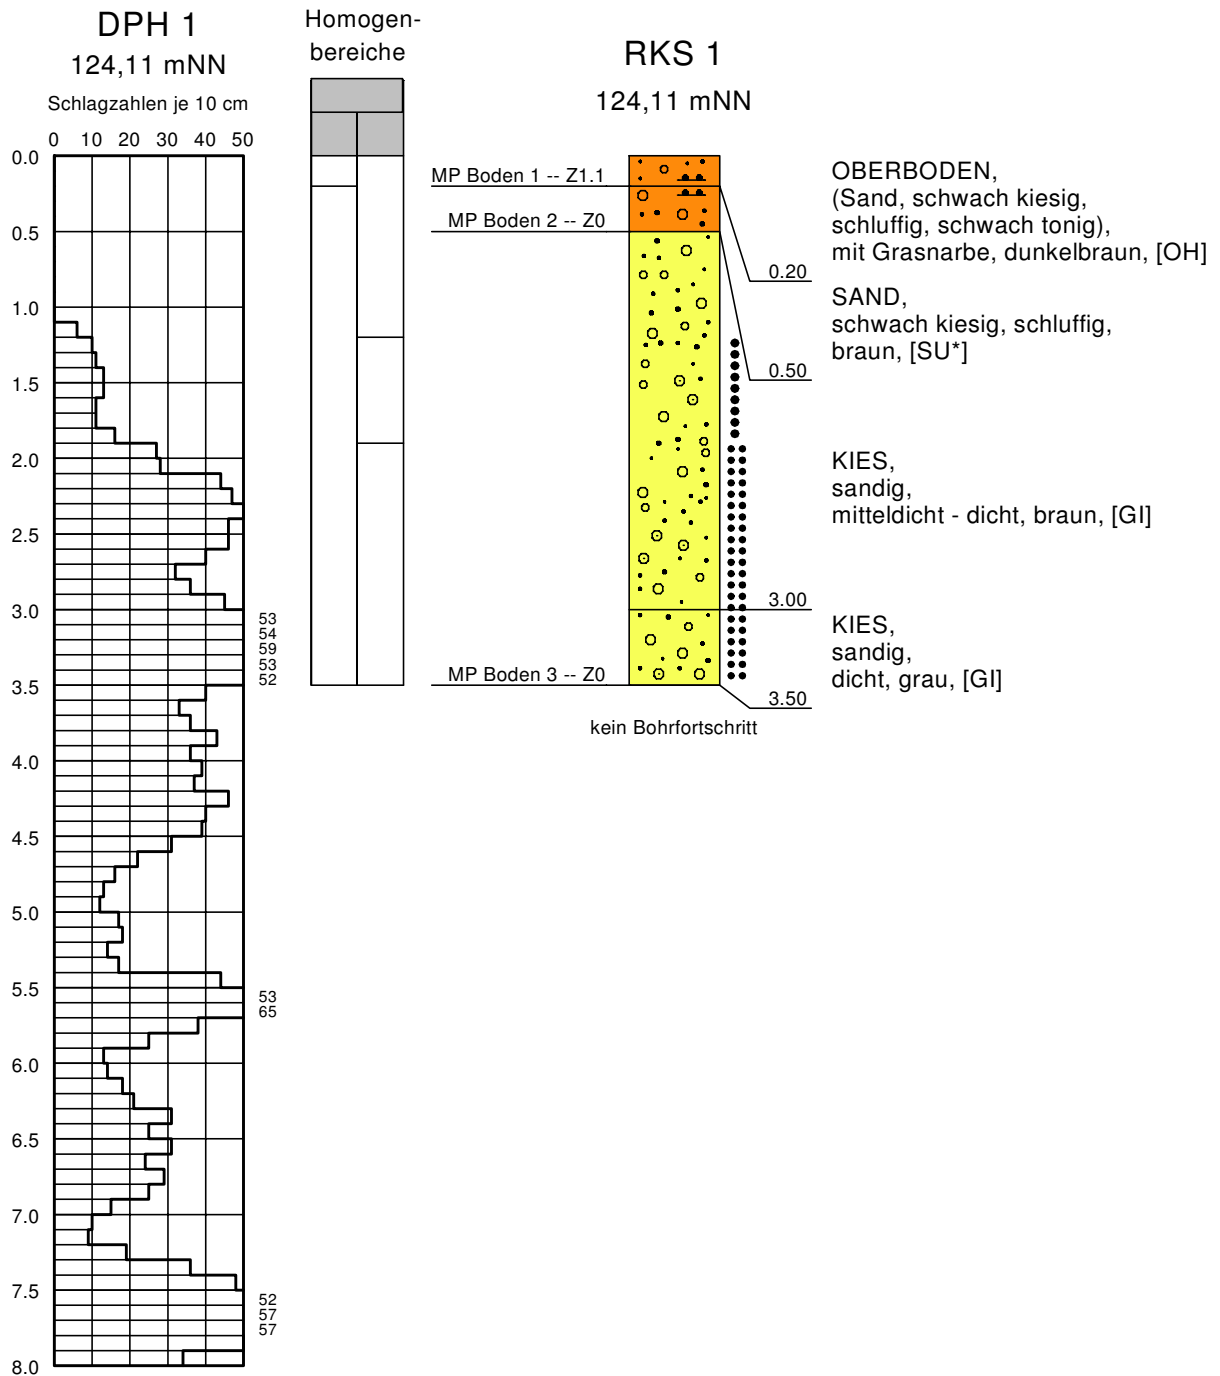 DPH 1
124,11 mNN
Schlagzahlen je 10 cm
0 10 20 30 40 50
0.0
0.5
1.0
1.5
2.0
2.5
3.0
3.5
4.0
4.5
5.0
5.5
6.0
6.5
7.0
7.5
8.0
53
54
59
53
52
53
65
52
57
57
Homogen-
bereiche
RKS 1
124,11 mNN
MP Boden 1 -- Z1.1
MP Boden 2 -- Z0
MP Boden 3 -- Z0
kein Bohrfortschritt
0.20
0.50
3.00
3.50
OBERBODEN,
(Sand, schwach kiesig,
schluffig, schwach tonig),
mit Grasnarbe, dunkelbraun, [OH]
SAND,
schwach kiesig, schluffig,
braun, [SU*]
KIES,
sandig,
mitteldicht - dicht, braun, [GI]
KIES,
sandig,
dicht, grau, [GI]